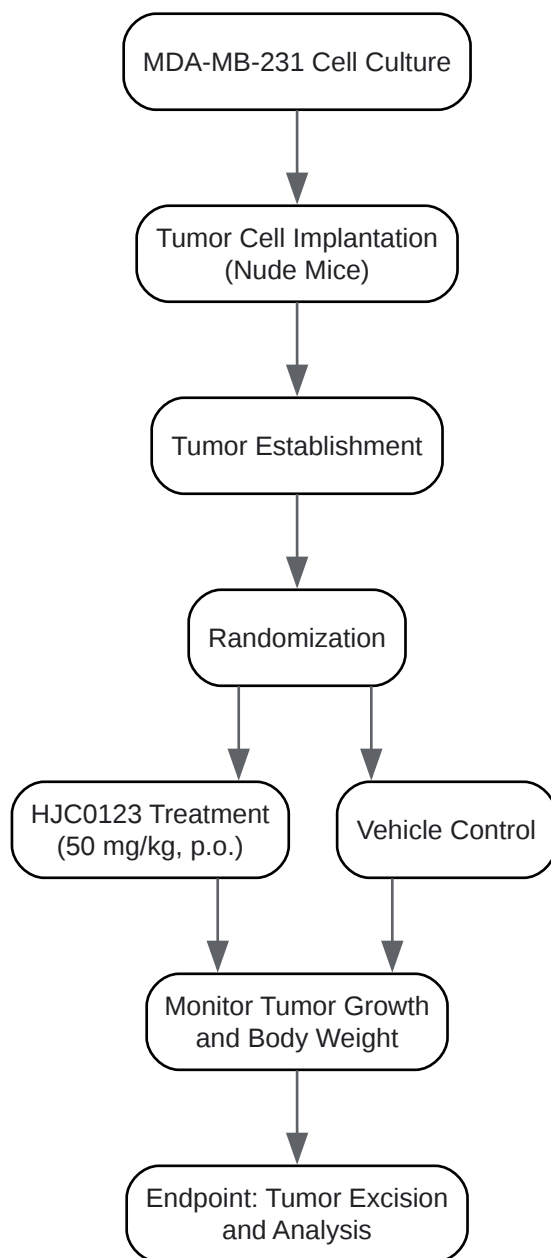 MDA-MB-231 Cell Culture
Tumor Cell Implantation
(Nude Mice)
Tumor Establishment
Randomization
HJC0123 Treatment
(50 mg/kg, p.o.)
Vehicle Control
Monitor Tumor Growth
and Body Weight
Endpoint: Tumor Excision
and Analysis